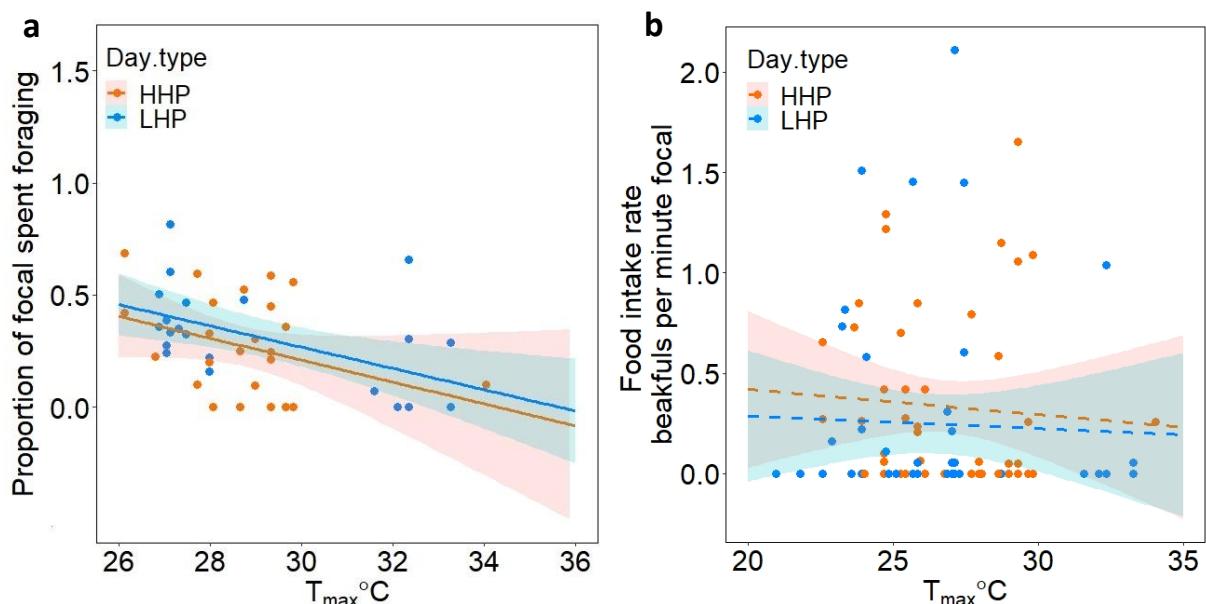 a
Day.type
HHP
LHP
1.5
1.0
0.5
0.0
Proportion of focal spent foraging
26
28
30
32
34
36
Tmax°C
b
Day.type
HHP
LHP
2.0
1.5
1.0
0.5
0.0
Food intake rate
beakfuls per minute focal
20
25
30
35
Tmax°C